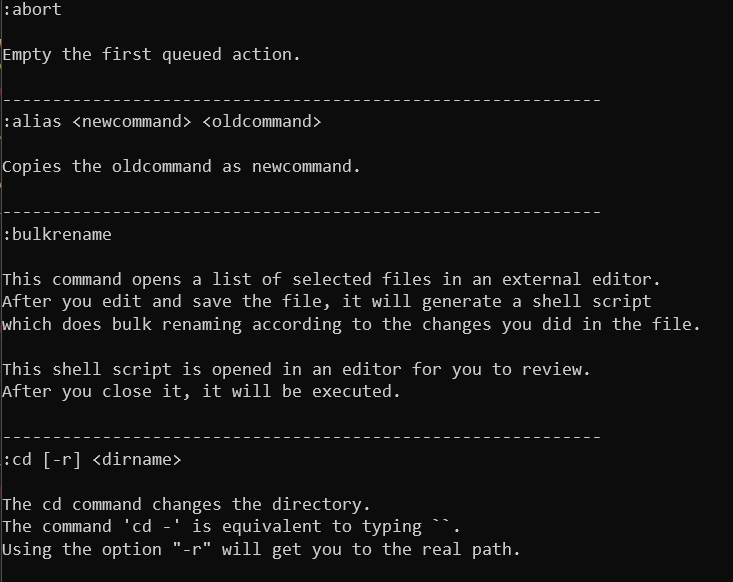 :abort
Empty the first queued action.
------------------------------------------------------------
:alias <newcommand> <oldcommand>
Copies the oldcommand as newcommand.
------------------------------------------------------------
:bulkrename
This command opens a list of selected files in an external editor.
After you edit and save the file, it will generate a shell script
which does bulk renaming according to the changes you did in the file.
This shell script is opened in an editor for you to review.
After you close it, it will be executed.
------------------------------------------------------------
:cd [-r] <dirname>
The cd command changes the directory.
The command 'cd -' is equivalent to typing ``.
Using the option "-r" will get you to the real path.